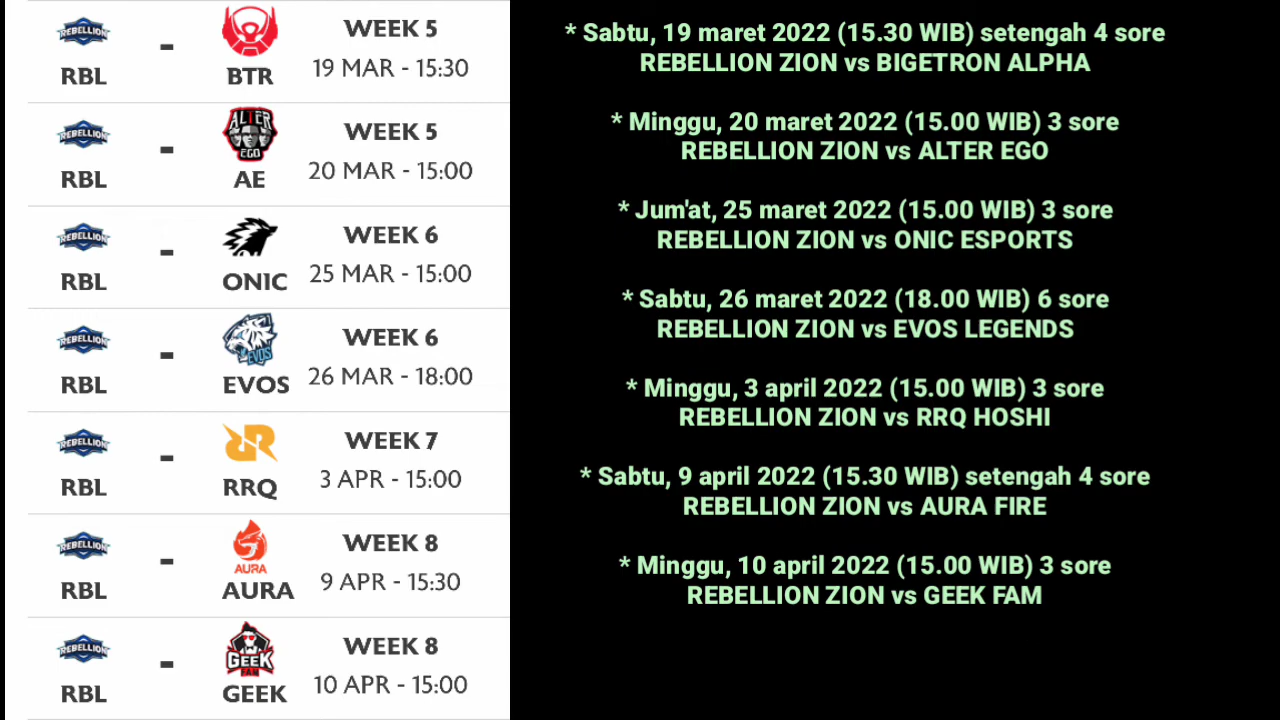 REBELLION
RBL
-
BTR
WEEK 5
19 MAR - 15:30
REBELLION
RBL
-
ALTER
EGO
AE
WEEK 5
20 MAR - 15:00
REBELLION
RBL
-
ONIC
WEEK 6
25 MAR - 15:00
REBELLION
RBL
-
EVOS
EVOS
WEEK 6
26 MAR - 18:00
REBELLION
RBL
-
RRQ
WEEK 7
3 APR - 15:00
REBELLION
RBL
-
AURA
AURA
WEEK 8
9 APR - 15:30
REBELLION
RBL
-
GEEK
FAM
GEEK
WEEK 8
10 APR - 15:00
* Sabtu, 19 maret 2022 (15.30 WIB) setengah 4 sore
REBELLION ZION vs BIGETRON ALPHA
* Minggu, 20 maret 2022 (15.00 WIB) 3 sore
REBELLION ZION vs ALTER EGO
* Jum'at, 25 maret 2022 (15.00 WIB) 3 sore
REBELLION ZION vs ONIC ESPORTS
* Sabtu, 26 maret 2022 (18.00 WIB) 6 sore
REBELLION ZION vs EVOS LEGENDS
* Minggu, 3 april 2022 (15.00 WIB) 3 sore
REBELLION ZION vs RRQ HOSHI
* Sabtu, 9 april 2022 (15.30 WIB) setengah 4 sore
REBELLION ZION vs AURA FIRE
* Minggu, 10 april 2022 (15.00 WIB) 3 sore
REBELLION ZION vs GEEK FAM